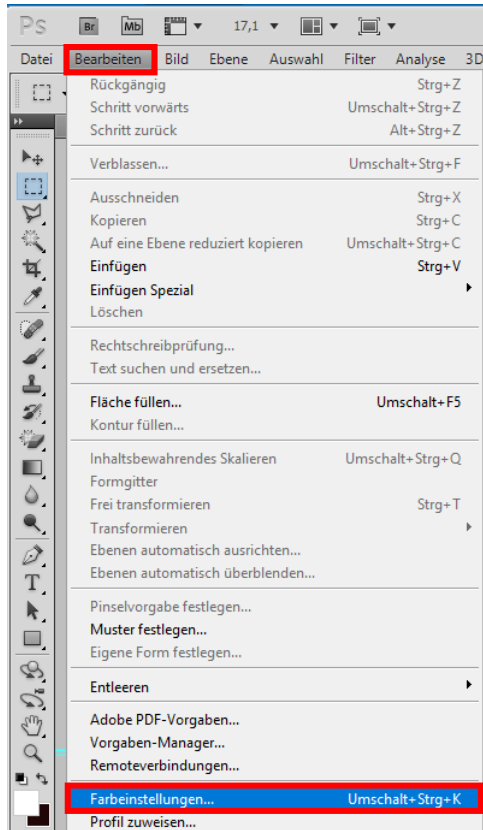 Ps Br Mb 17,1
Datei Bearbeiten Bild Ebene Auswahl Filter Analyse 3D
Rückgängig Strg+Z
Schritt vorwärts Umschalt+Strg+Z
Schritt zurück Alt+Strg+Z
Verblassen... Umschalt+Strg+F
Ausschneiden Strg+X
Kopieren Strg+C
Auf eine Ebene reduziert kopieren Umschalt+Strg+C
Einfügen Strg+V
Einfügen Spezial
Löschen
Rechtschreibprüfung...
Text suchen und ersetzen...
Fläche füllen... Umschalt+F5
Kontur füllen...
Inhaltsbewahrendes Skalieren Umschalt+Strg+Q
Formgitter
Frei transformieren Strg+T
Transformieren
Ebenen automatisch ausrichten...
Ebenen automatisch überblenden...
Pinselvorgabe festlegen...
Muster festlegen...
Eigene Form festlegen...
Entleeren
Adobe PDF-Vorgaben...
Vorgaben-Manager...
Remoteverbindungen...
Farbeinstellungen... Umschalt+Strg+K
Profil zuweisen...